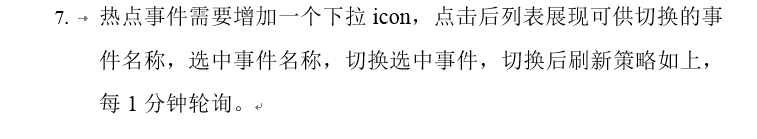 7. → 热点事件需要增加一个下拉 icon，点击后列表展现可供切换的事
件名称，选中事件名称，切换选中事件，切换后刷新策略如上，
每 1 分钟轮询。↵